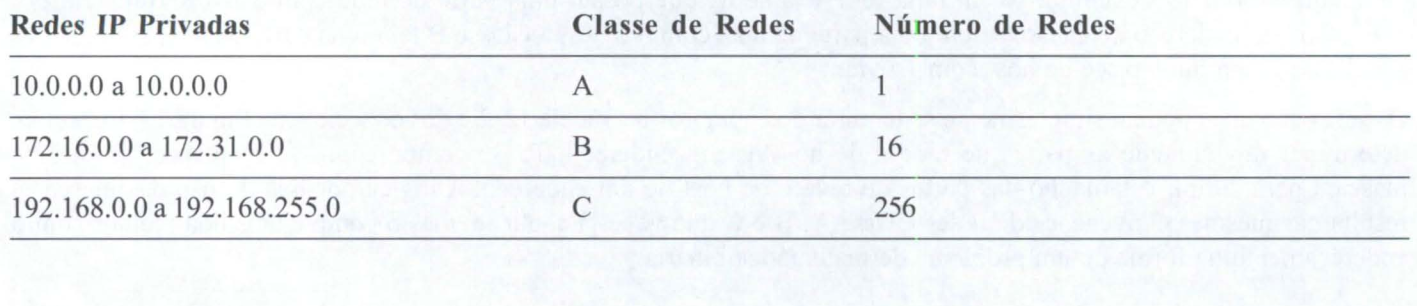 Redes IP Privadas Classe de Redes Número de Redes
10.0.0.0 a 10.0.0.0 A 1
172.16.0.0 a 172.31.0.0 B 16
192.168.0.0 a 192.168.255.0 C 256